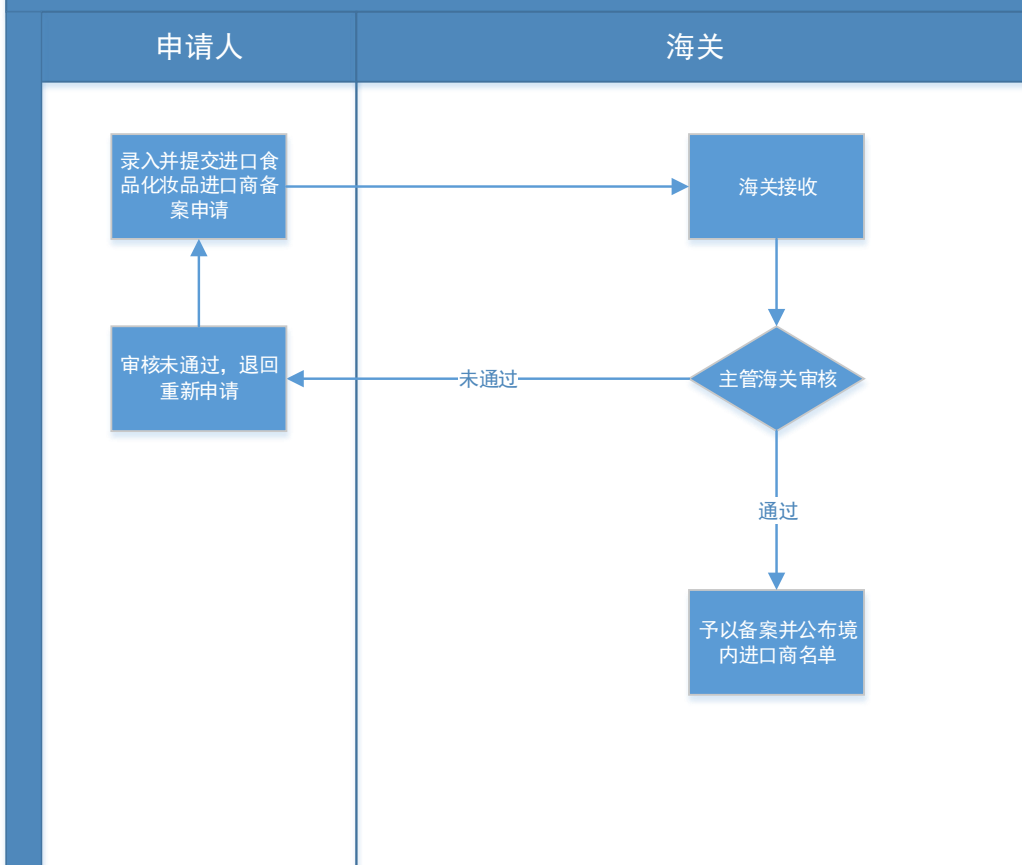 申请人
海关
录入并提交进口食
品化妆品进口商备
案申请
海关接收
审核未通过，退回
重新申请
未通过
主管海关审核
通过
予以备案并公布境
内进口商名单